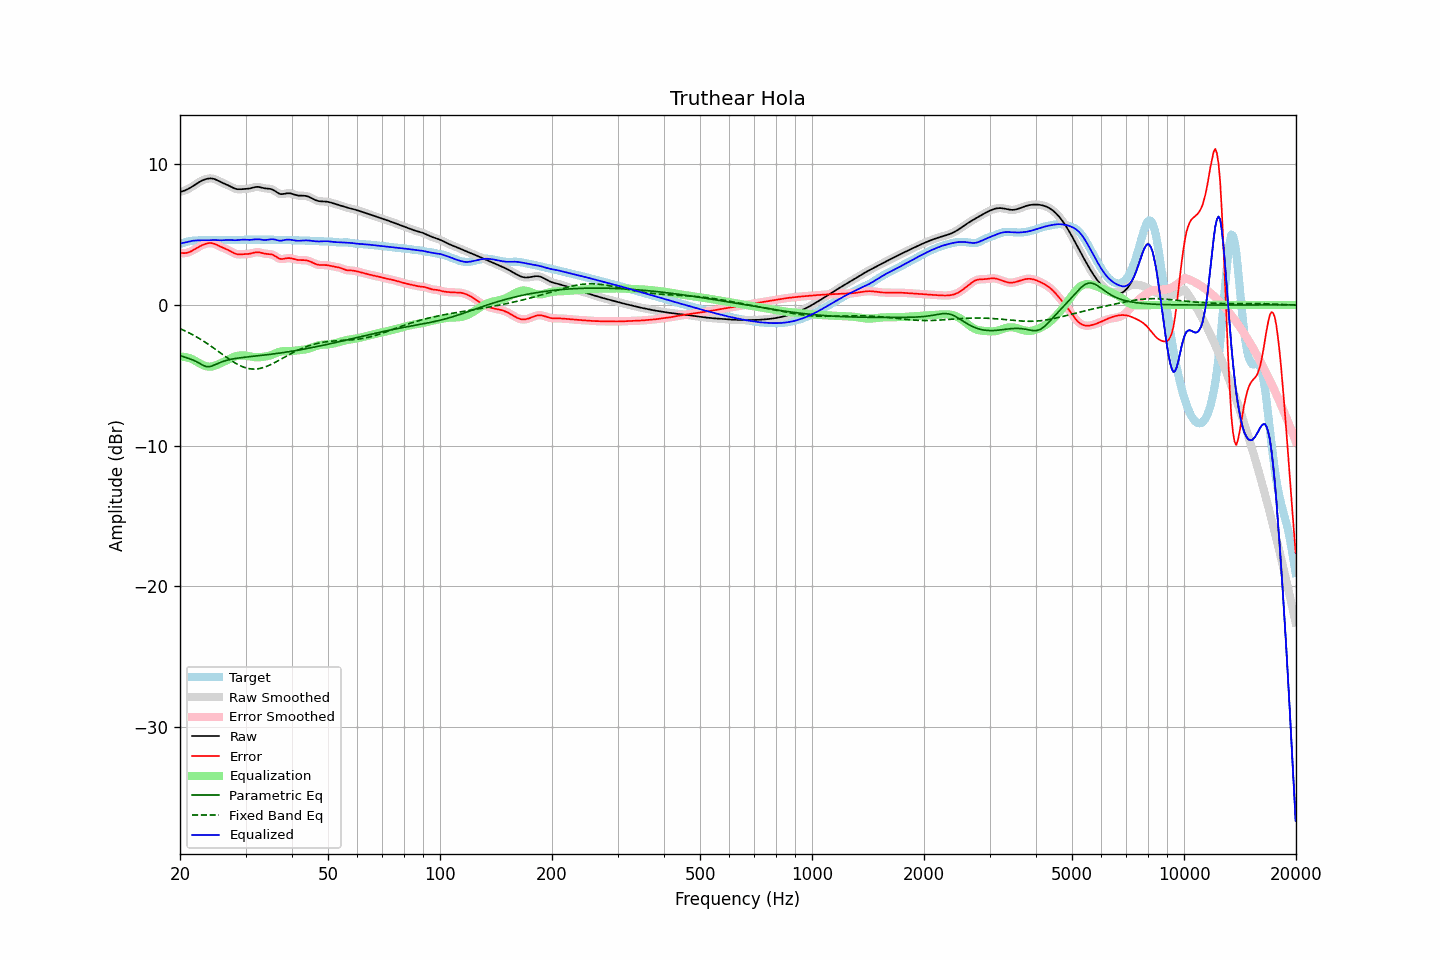 Truthear Hola
10
0
−10
−20
−30
Amplitude (dBr)
20
50
100
200
500
1000
2000
5000
10000
20000
Frequency (Hz)
Target
Raw Smoothed
Error Smoothed
Raw
Error
Equalization
Parametric Eq
Fixed Band Eq
Equalized